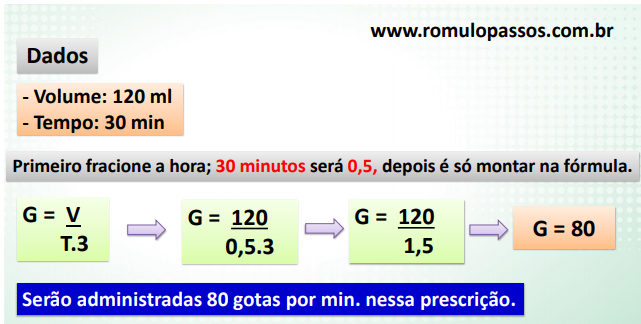 www.romulopassos.com.br
Dados
- Volume: 120 ml
- Tempo: 30 min
Primeiro fracione a hora; 30 minutos será 0,5, depois é só montar na fórmula.
G = V
T.3
G = 120
0,5.3
G = 120
1,5
G = 80
Serão administradas 80 gotas por min. nessa prescrição.